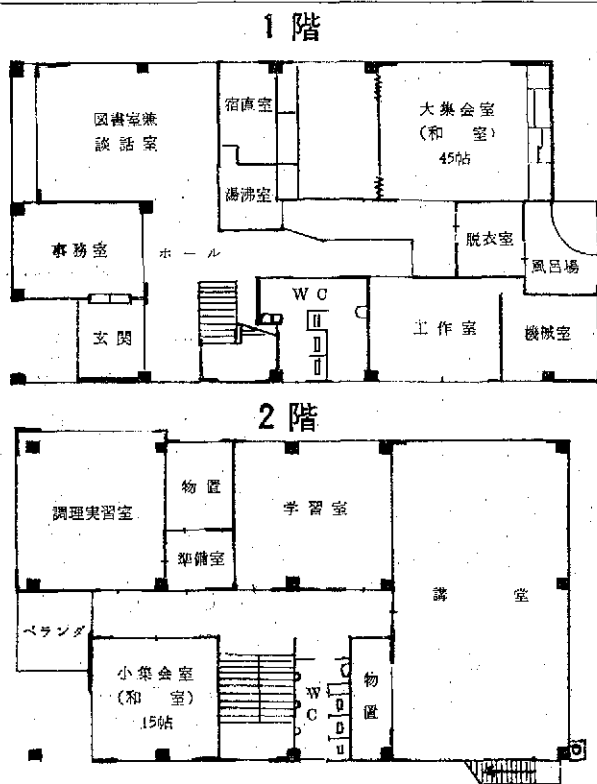 1階
図書室兼
談話室
宿直室
大集会室
(和 室)
45帖
湯沸室
事務室
ホール
脱衣室
風呂場
WC
玄関
工作室
機械室
2階
調理実習室
物置
学習室
準備室
講 堂
ベランダ
小集会室
(和 室)
15帖
WC
物置